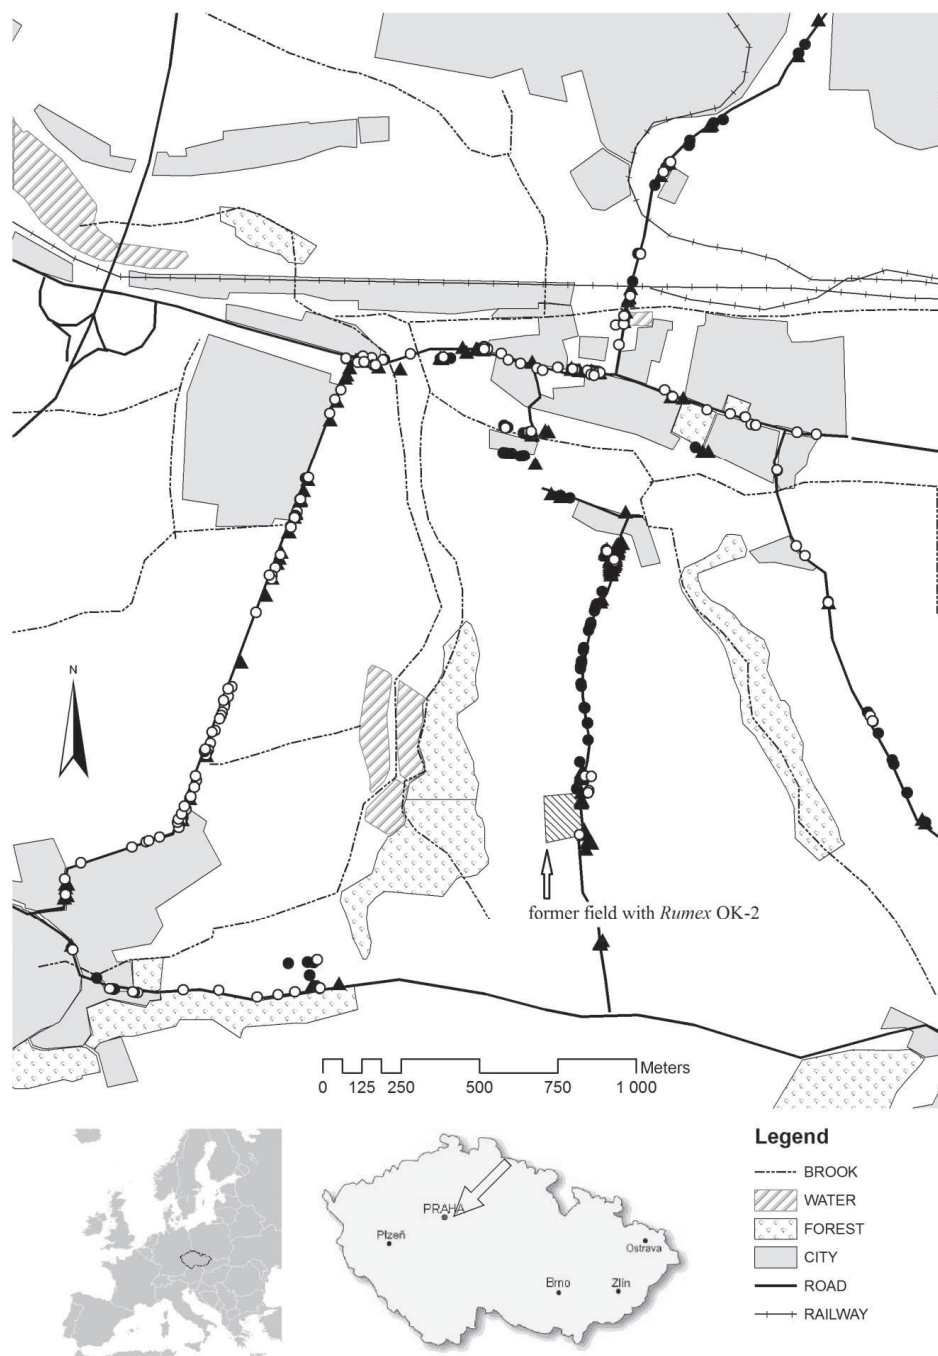 N
former field with Rumex OK-2
Meters
0 125 250 500 750 1 000
Legend
BROOK
WATER
FOREST
CITY
ROAD
RAILWAY
PRAHA
Plzeň
Ostrava
Brno
Zlín